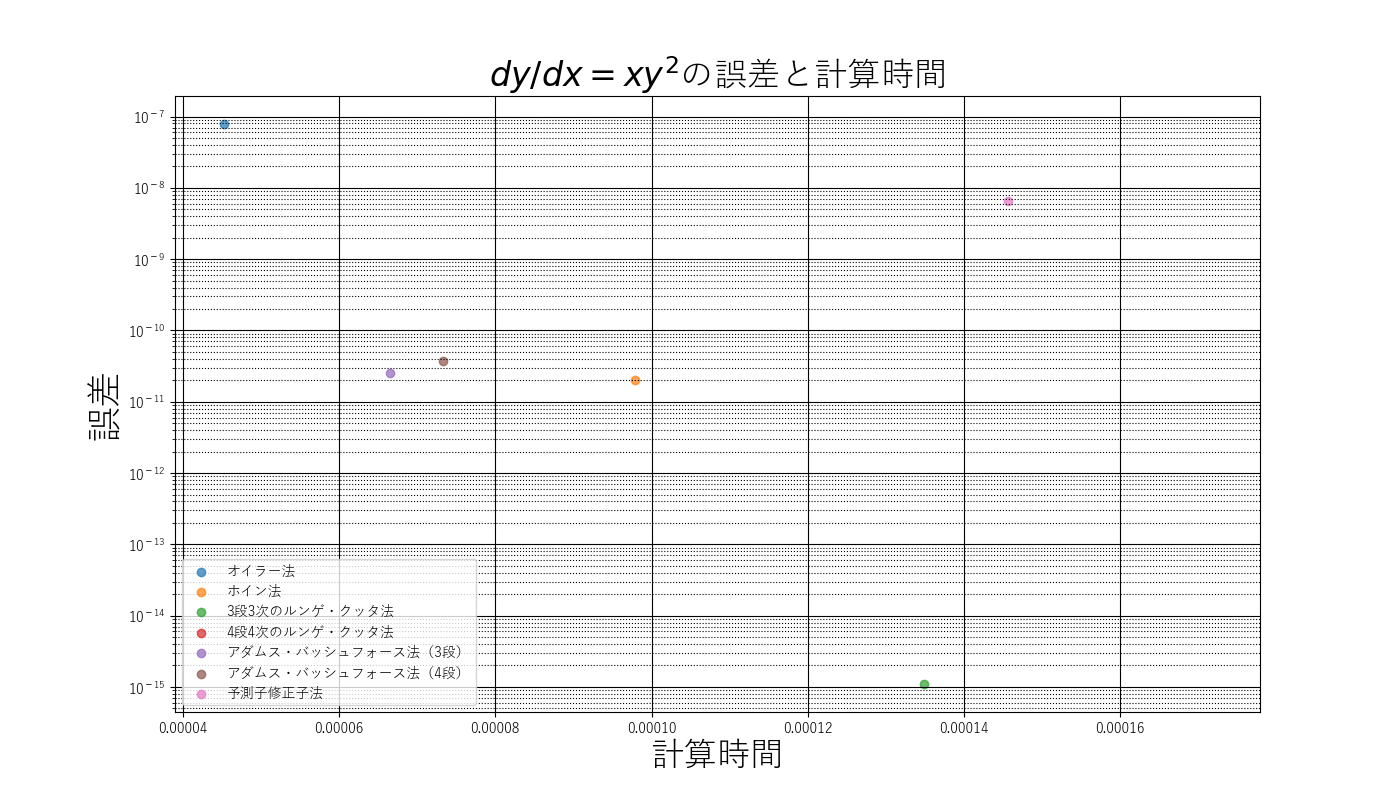 dy/dx = xy²の誤差と計算時間
誤差
10⁻⁷
10⁻⁸
10⁻⁹
10⁻¹⁰
10⁻¹¹
10⁻¹²
10⁻¹³
10⁻¹⁴
10⁻¹⁵
オイラー法
ホイン法
3段3次のルンゲ・クッタ法
4段4次のルンゲ・クッタ法
アダムス・バッシュフォース法（3段）
アダムス・バッシュフォース法（4段）
予測子修正子法
0.00004 0.00006 0.00008 0.00010 0.00012 0.00014 0.00016
計算時間